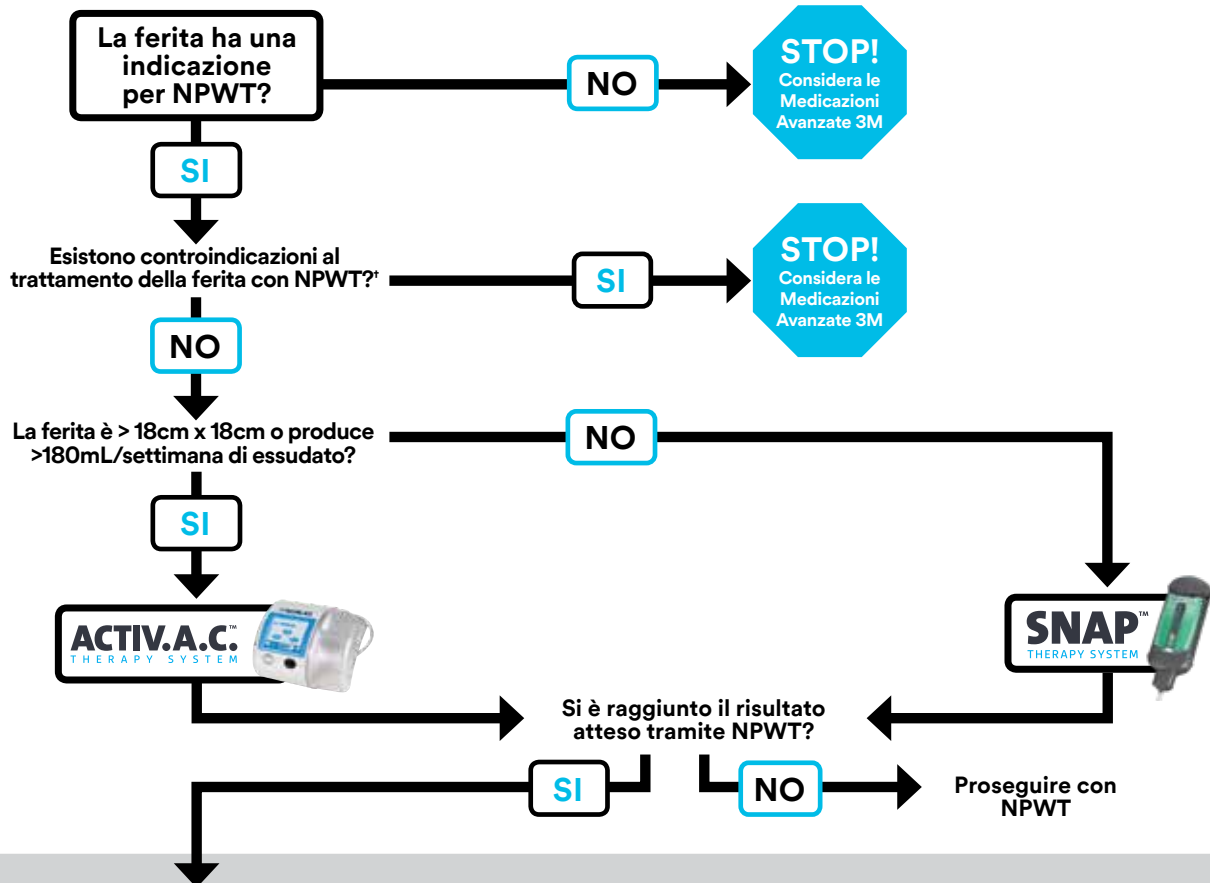 La ferita ha una
indicazione
per NPWT?
NO
STOP!
Considera le
Medicazioni
Avanzate 3M
SI
Esistono controindicazioni al
trattamento della ferita con NPWT?†
SI
STOP!
Considera le
Medicazioni
Avanzate 3M
NO
La ferita è > 18cm x 18cm o produce
>180mL/settimana di essudato?
NO
SI
ACTIV.A.C.™
THERAPY SYSTEM
SNAP™
THERAPY SYSTEM
Si è raggiunto il risultato
atteso tramite NPWT?
SI
NO
Proseguire con
NPWT